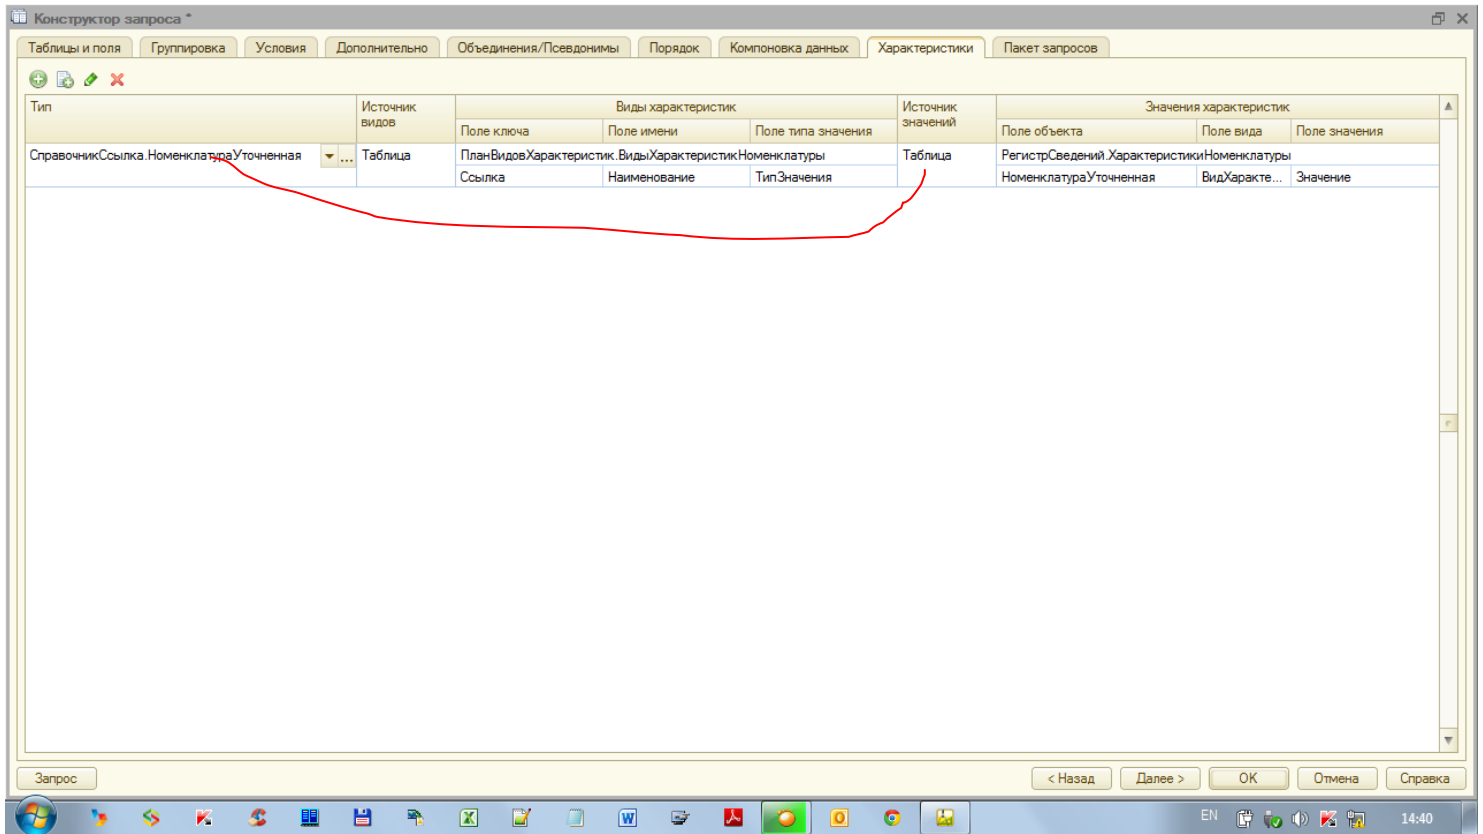 Конструктор запроса *
Таблицы и поля Группировка Условия Дополнительно Объединения/Псевдонимы Порядок Компоновка данных Характеристики Пакет запросов
Тип Источник видов Виды характеристик Источник значений Значения характеристик
Поле ключа Поле имени Поле типа значения Поле объекта Поле вида Поле значения
СправочникСсылка.НоменклатураУточненная ... Таблица ПланВидовХарактеристик.ВидыХарактеристикНоменклатуры Таблица РегистрСведений.ХарактеристикиНоменклатуры
Ссылка Наименование ТипЗначения НоменклатураУточненная ВидХаракте... Значение
Запрос < Назад Далее > OK Отмена Справка
EN 14:40